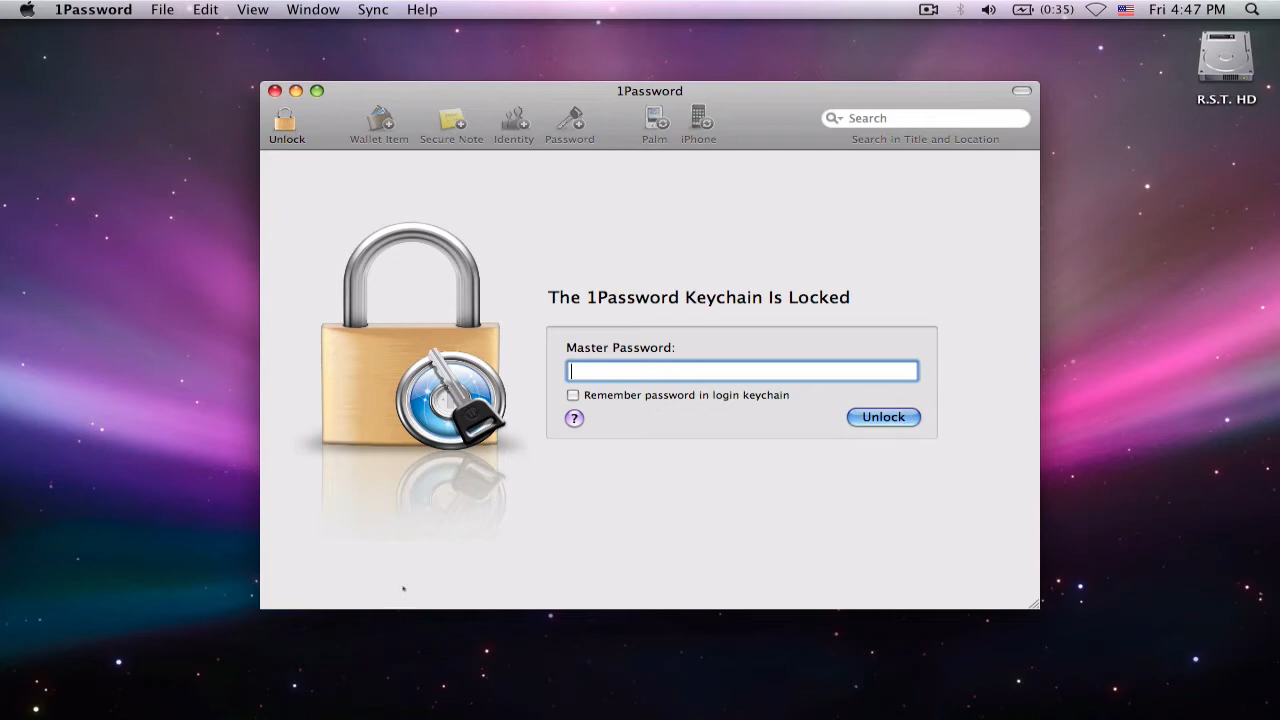 1Password File Edit View Window Sync Help (0:35) Fri 4:47 PM
R.S.T. HD
1Password
Unlock Wallet Item Secure Note Identity Password Palm iPhone
Search
Search in Title and Location
The 1Password Keychain Is Locked
Master Password:
Remember password in login keychain
? Unlock